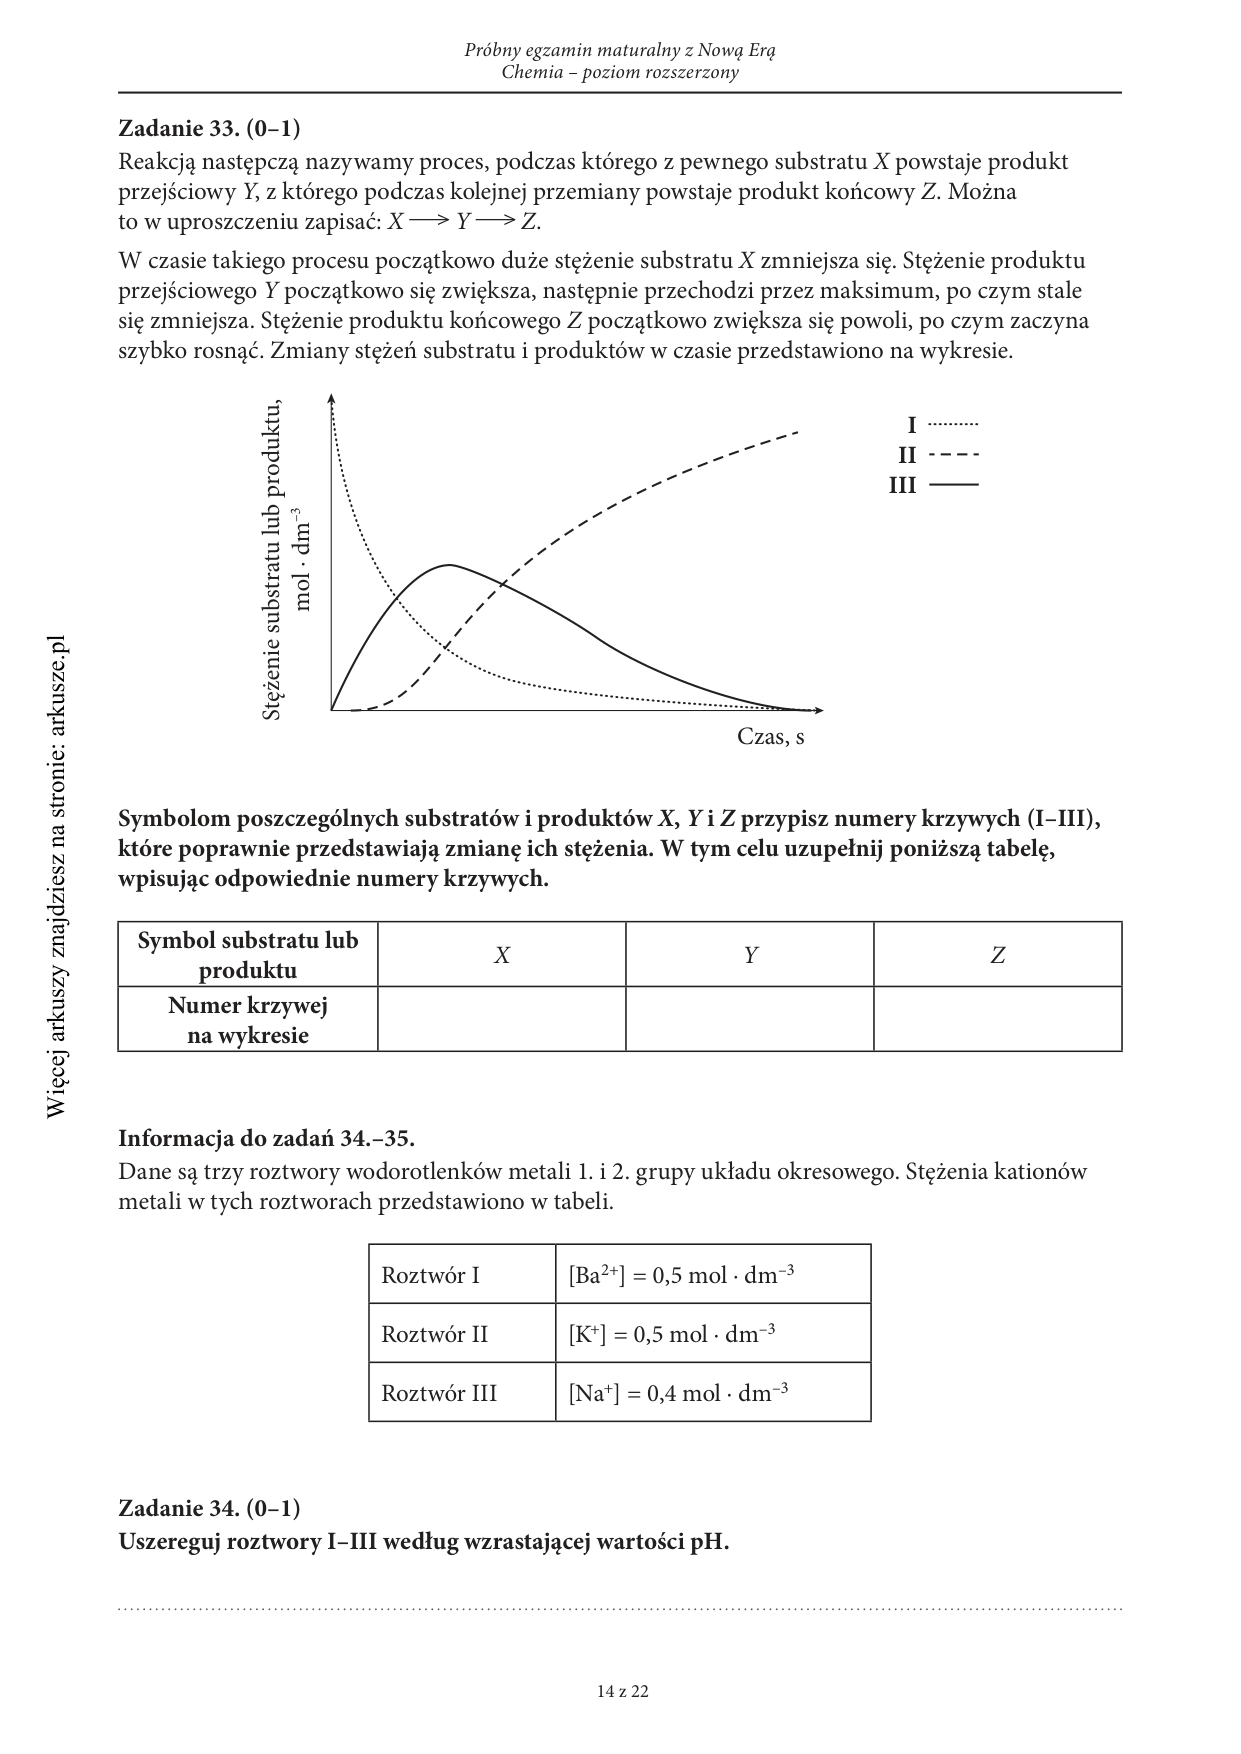 Próbny egzamin maturalny z Nową Erą
Chemia – poziom rozszerzony
Zadanie 33. (0–1)
Reakcją następczą nazywamy proces, podczas którego z pewnego substratu X powstaje produkt
przejściowy Y, z którego podczas kolejnej przemiany powstaje produkt końcowy Z. Można
to w uproszczeniu zapisać: X ⟶ Y ⟶ Z.
W czasie takiego procesu początkowo duże stężenie substratu X zmniejsza się. Stężenie produktu
przejściowego Y początkowo się zwiększa, następnie przechodzi przez maksimum, po czym stale
się zmniejsza. Stężenie produktu końcowego Z początkowo zwiększa się powoli, po czym zaczyna
szybko rosnąć. Zmiany stężeń substratu i produktów w czasie przedstawiono na wykresie.
Stężenie substratu lub produktu,
mol · dm⁻³
I
II
III
Czas, s
Symbolom poszczególnych substratów i produktów X, Y i Z przypisz numery krzywych (I–III),
które poprawnie przedstawiają zmianę ich stężenia. W tym celu uzupełnij poniższą tabelę,
wpisując odpowiednie numery krzywych.
Symbol substratu lub
produktu
X
Y
Z
Numer krzywej
na wykresie
Informacja do zadań 34.–35.
Dane są trzy roztwory wodorotlenków metali 1. i 2. grupy układu okresowego. Stężenia kationów
metali w tych roztworach przedstawiono w tabeli.
Roztwór I [Ba²⁺] = 0,5 mol · dm⁻³
Roztwór II [K⁺] = 0,5 mol · dm⁻³
Roztwór III [Na⁺] = 0,4 mol · dm⁻³
Zadanie 34. (0–1)
Uszereguj roztwory I–III według wzrastającej wartości pH.
14 z 22
Więcej arkuszy znajdziesz na stronie: arkusze.pl